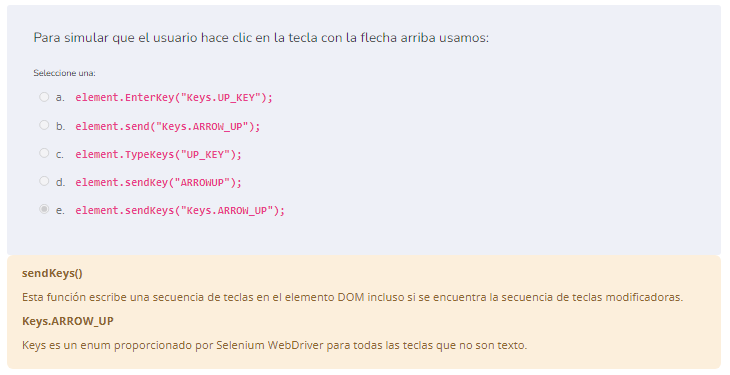 Para simular que el usuario hace clic en la tecla con la flecha arriba usamos:
Seleccione una:
a. element.EnterKey("Keys.UP_KEY");
b. element.send("Keys.ARROW_UP");
c. element.TypeKeys("UP_KEY");
d. element.sendKey("ARROWUP");
e. element.sendKeys("Keys.ARROW_UP");
sendKeys()
Esta función escribe una secuencia de teclas en el elemento DOM incluso si se encuentra la secuencia de teclas modificadoras.
Keys.ARROW_UP
Keys es un enum proporcionado por Selenium WebDriver para todas las teclas que no son texto.